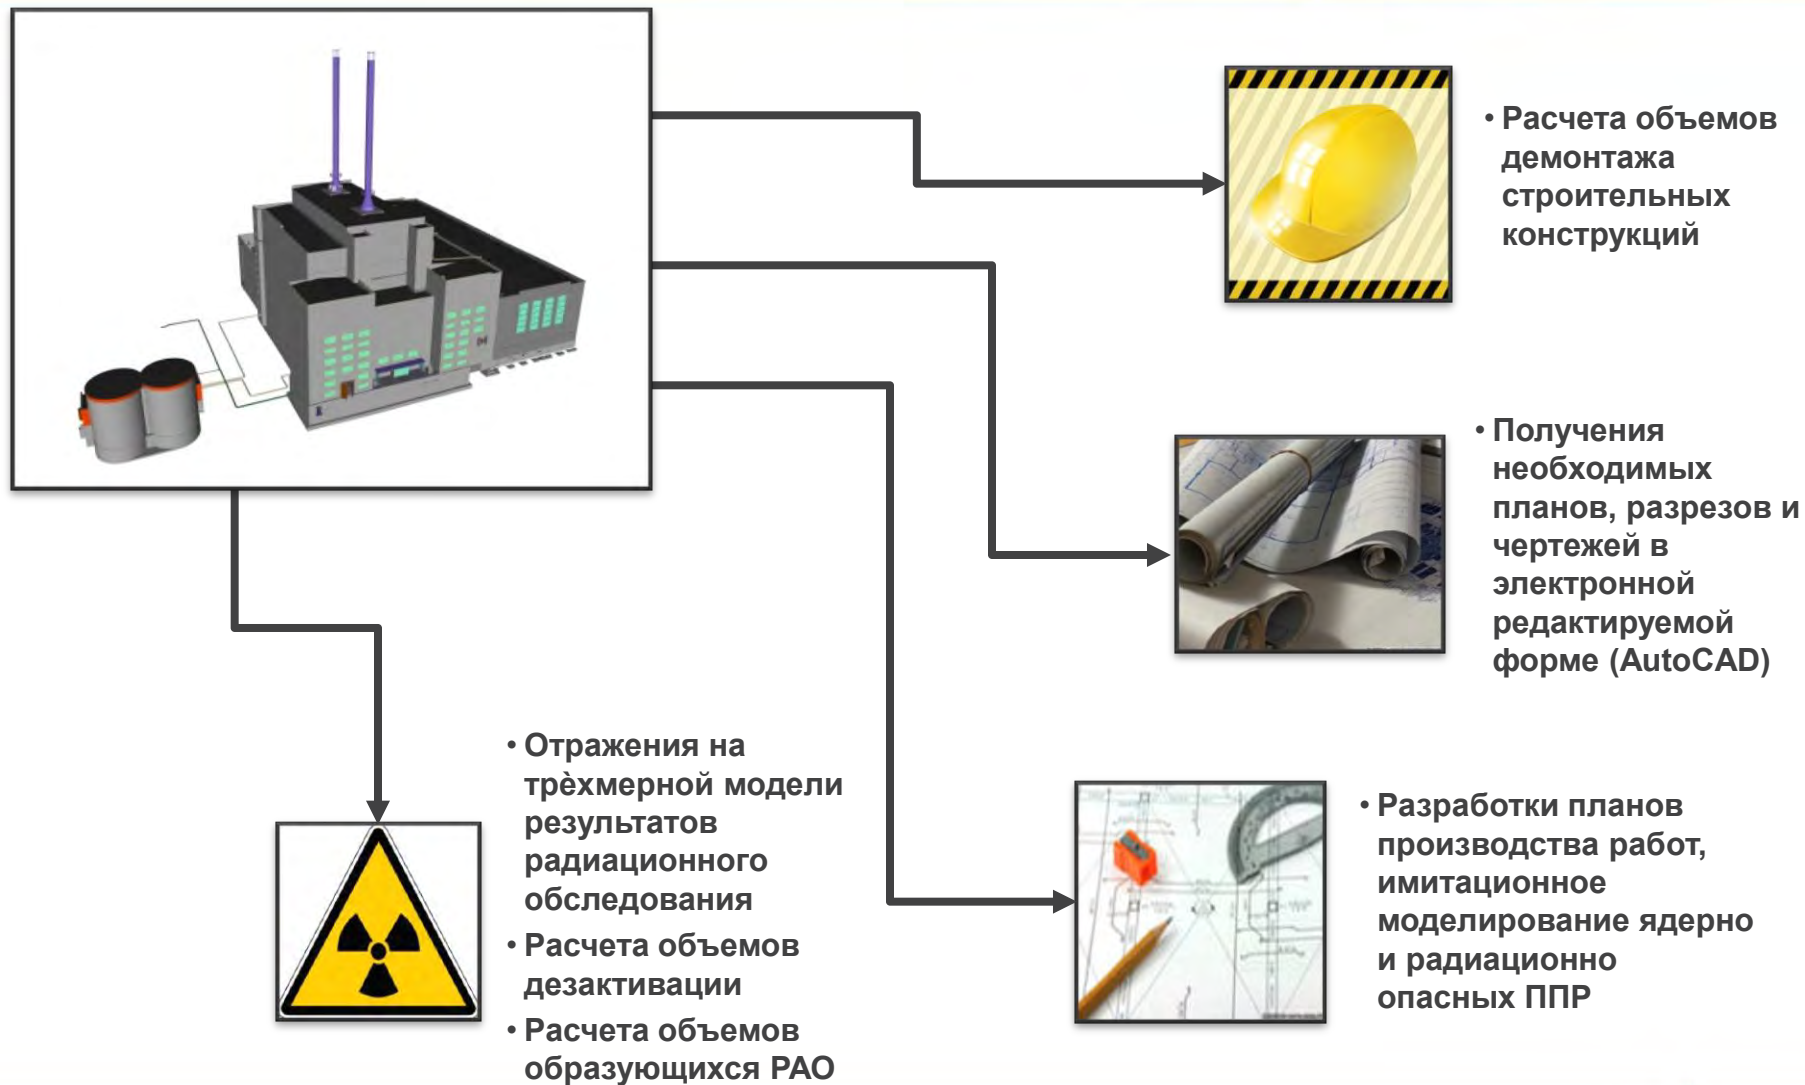 • Расчета объемов
демонтажа
строительных
конструкций
• Получения
необходимых
планов, разрезов и
чертежей в
электронной
редактируемой
форме (AutoCAD)
• Отражения на
трѐхмерной модели
результатов
радиационного
обследования
• Расчета объемов
дезактивации
• Расчета объемов
образующихся РАО
• Разработки планов
производства работ,
имитационное
моделирование ядерно
и радиационно
опасных ППР